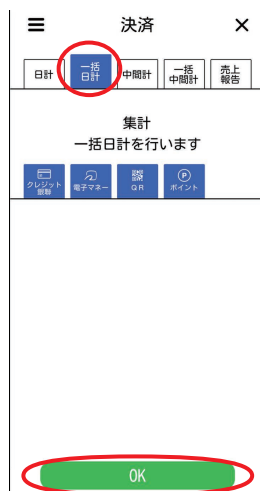 決済
日計
一括
日計
中間計
一括
中間計
売上
報告
集計
一括日計を行います
クレジット
銀聯
電子マネー
QR
P
ポイント
OK